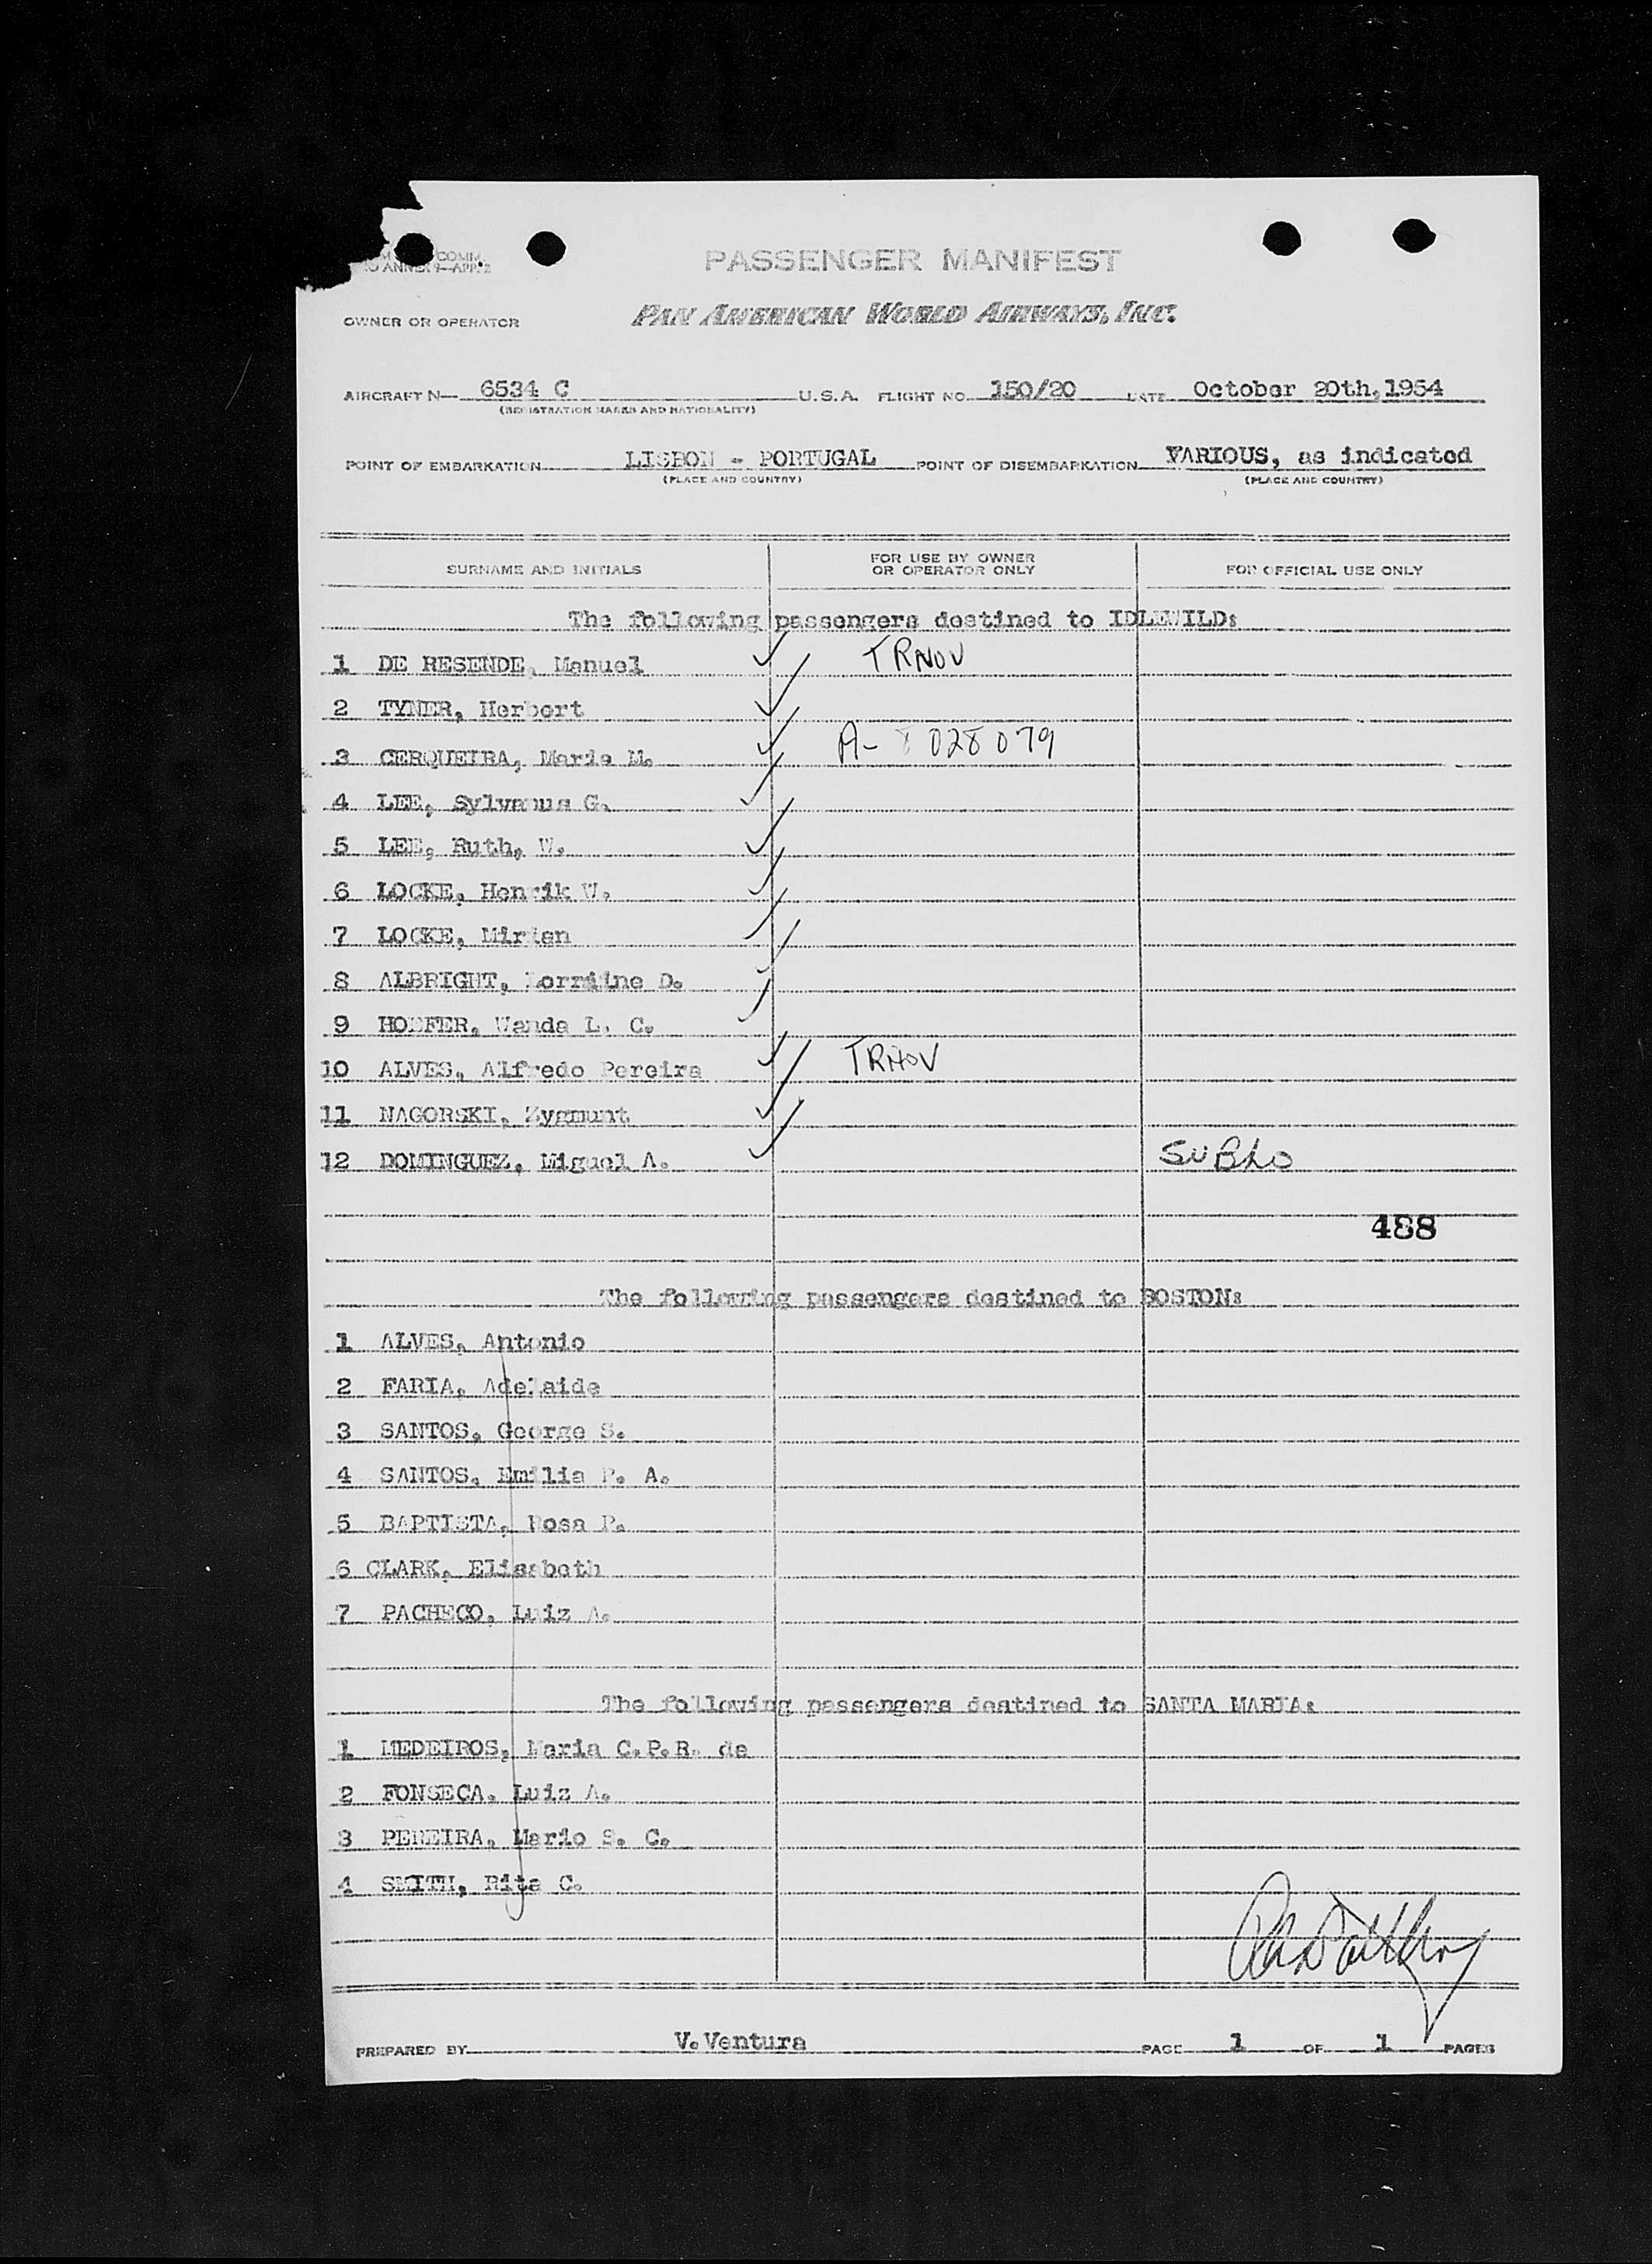 COMM.
ANNEX 9—APP. 2
PASSENGER MANIFEST
OWNER OR OPERATOR
PAN AMERICAN WORLD AIRWAYS, INC.
AIRCRAFT N— 6534 C U.S.A. FLIGHT NO. 150/20 DATE October 20th, 1954
(REGISTRATION MARKS AND NATIONALITY)
POINT OF EMBARKATION LISBON - PORTUGAL POINT OF DISEMBARKATION VARIOUS, as indicated
(PLACE AND COUNTRY) (PLACE AND COUNTRY)
SURNAME AND INITIALS FOR USE BY OWNER OR OPERATOR ONLY FOR OFFICIAL USE ONLY
The following passengers destined to IDLEWILD:
1 DE RESENDE, Manuel ✓ TRNOV
2 TYNER, Herbert ✓
3 CERQUEIRA, Maria M. ✓ A- 8028079
4 LEE, Sylvanus G. ✓
5 LEE, Ruth, W. ✓
6 LOCKE, Henrik W. ✓
7 LOCKE, Mirian ✓
8 ALBRIGHT, Lorraine D. ✓
9 Wanda L. C. ✓
10 ALVES, Alfredo Pereira ✓ TRNOV
11 NAGORSKI, Zygmunt ✓
12 DOMINGUEZ, Miguel A. ✓
488
The following passengers destined to BOSTON:
1 ALVES, Antonio
2 FARIA, Adelaide
3 SANTOS, George S.
4 SANTOS, Emilia P. A.
5 BAPTISTA, Rosa P.
6 CLARK, Elisabeth
7 PACHECO, Luiz A.
The following passengers destined to SANTA MARIA:
1 MEDEIROS, Maria C.P.R. de
2 FONSECA, Luiz A.
3 PEREIRA, Mario S. C.
4 SMITH, Rita C.
PREPARED BY V. Ventura PAGE 1 OF 1 PAGES